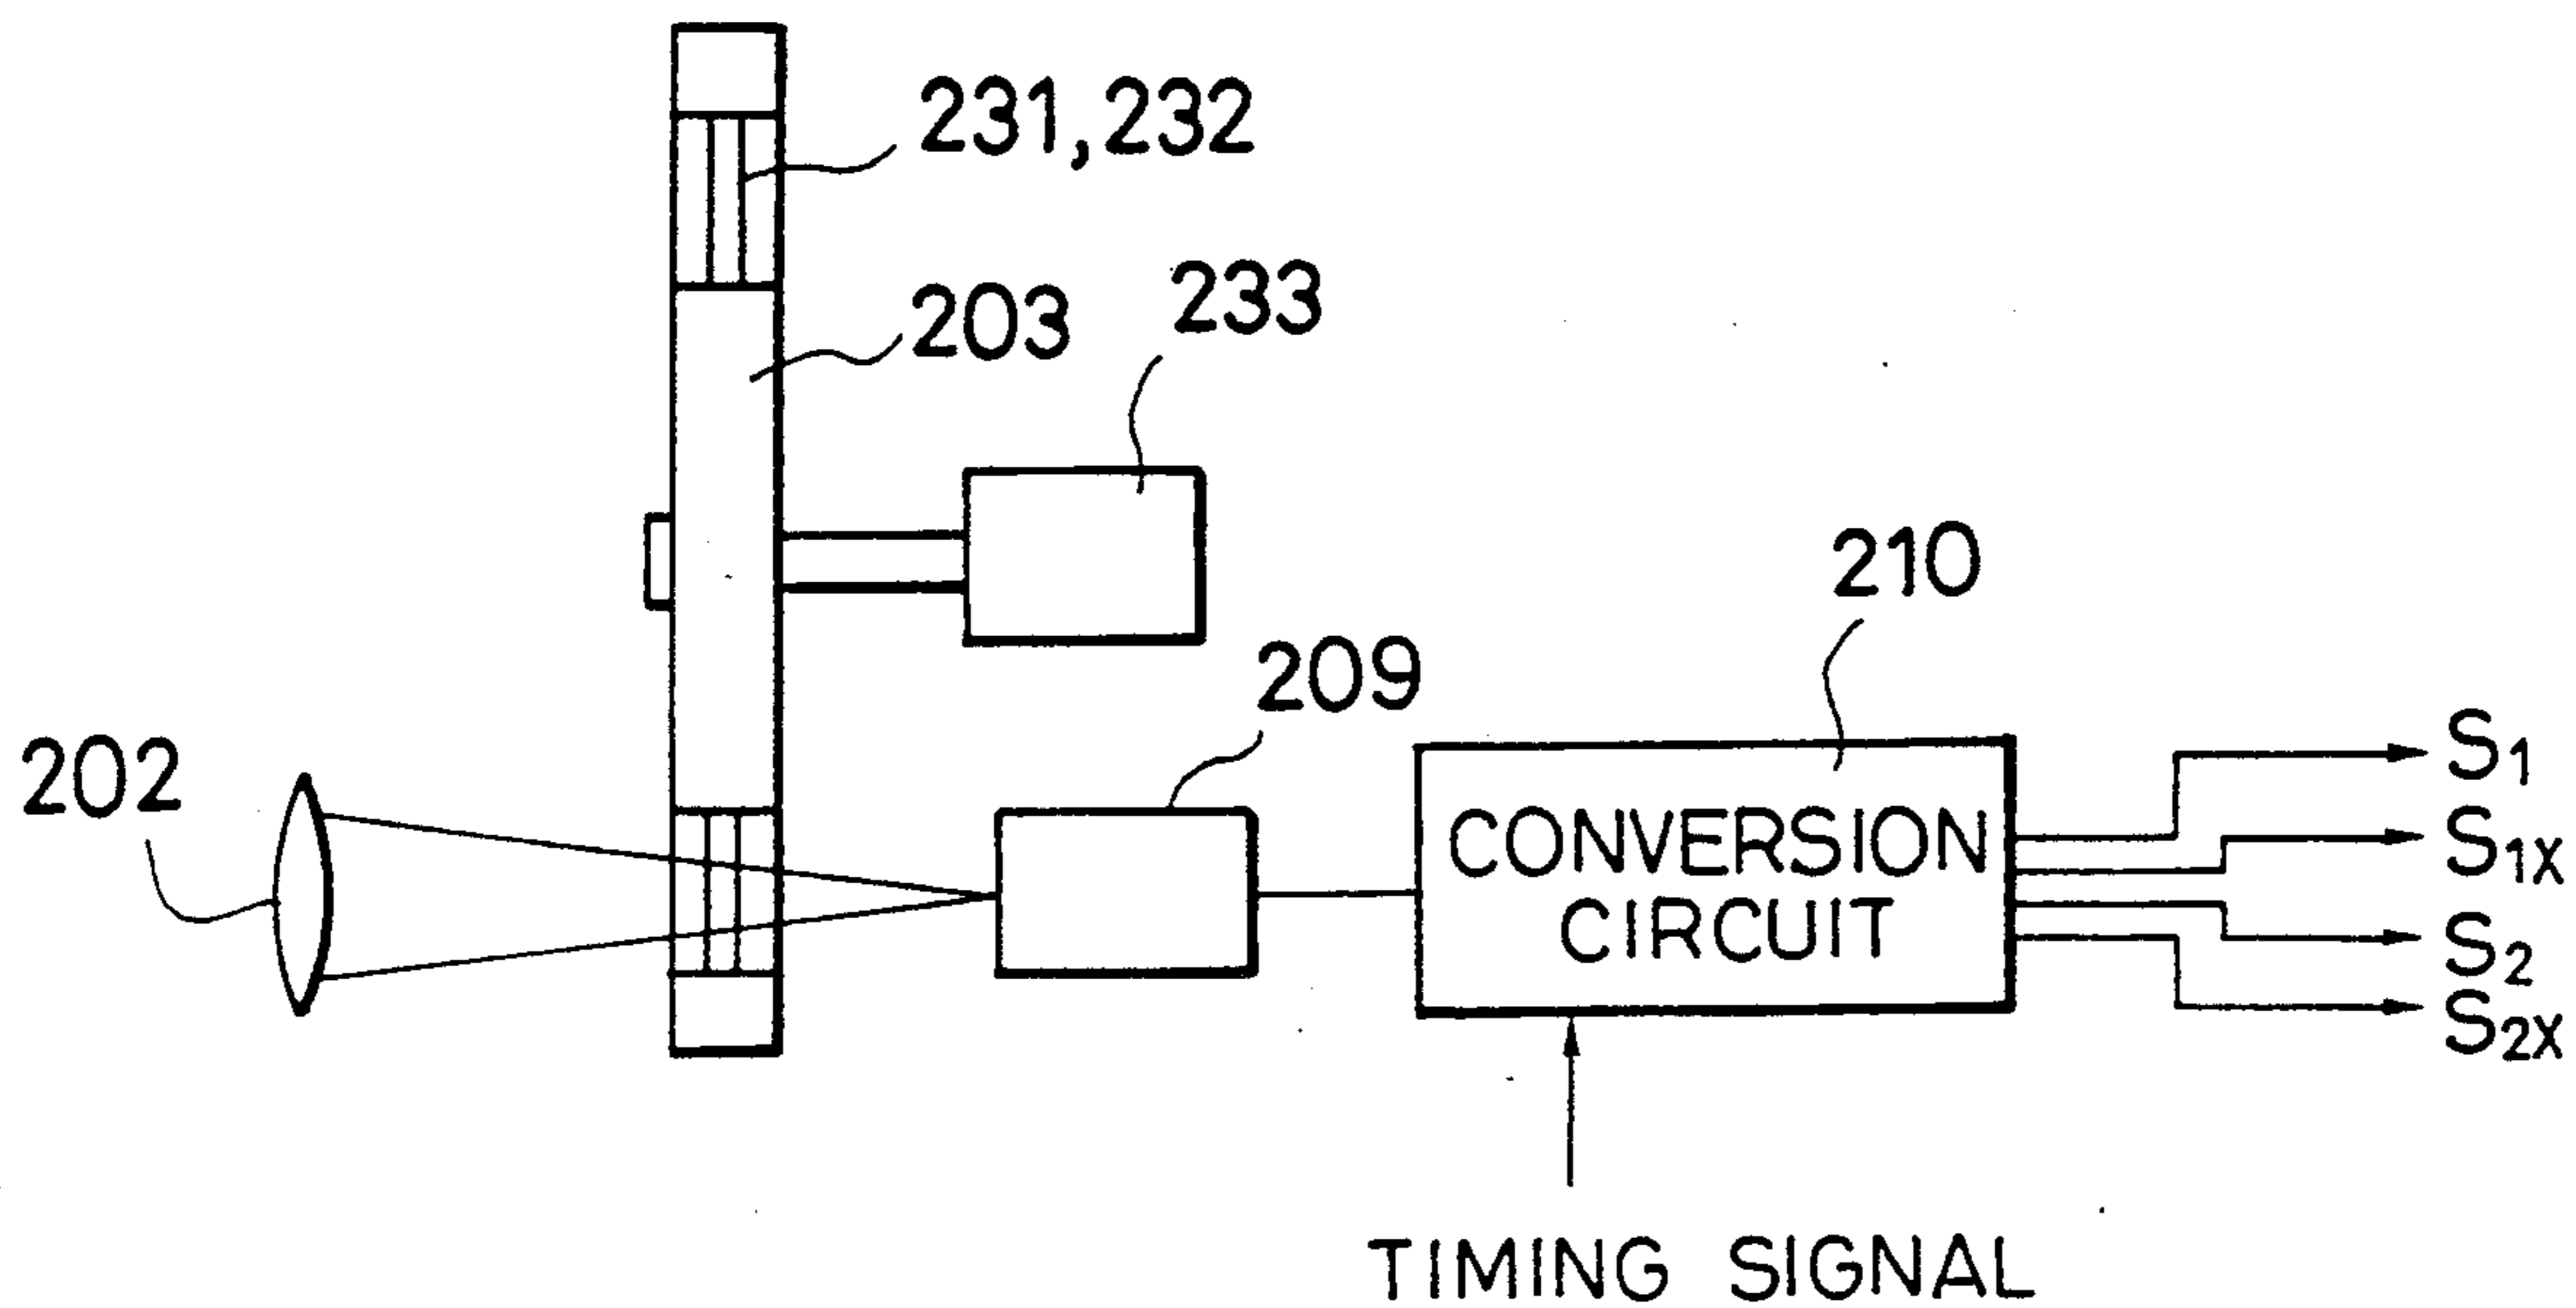 231, 232
203
233
210
209
202
CONVERSION
CIRCUIT
S1
S1X
S2
S2X
TIMING SIGNAL